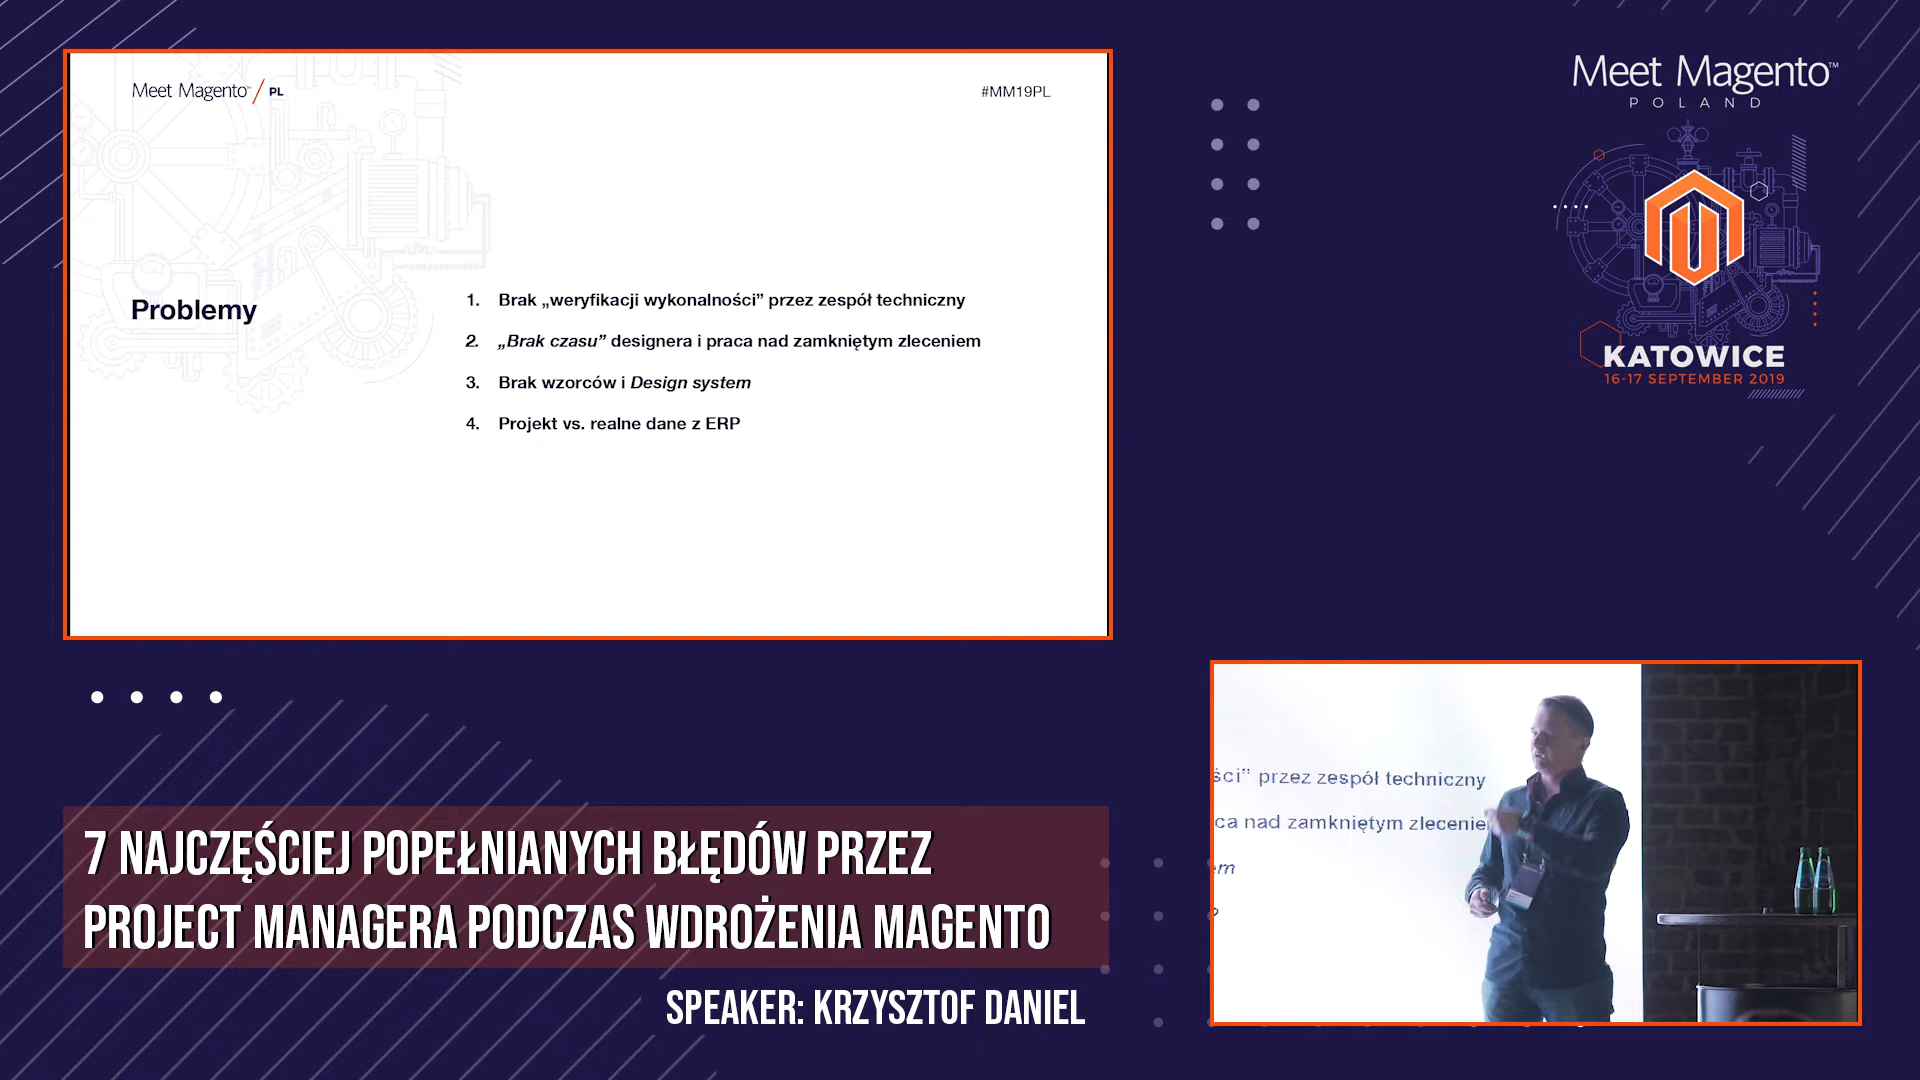 Meet Magento™ / PL
#MM19PL
Problemy
1. Brak „weryfikacji wykonalności” przez zespół techniczny
2. „Brak czasu” designera i praca nad zamkniętym zleceniem
3. Brak wzorców i Design system
4. Projekt vs. realne dane z ERP
Meet Magento™
POLAND
KATOWICE
16-17 SEPTEMBER 2019
7 NAJCZĘŚCIEJ POPEŁNIANYCH BŁĘDÓW PRZEZ
PROJECT MANAGERA PODCZAS WDROŻENIA MAGENTO
SPEAKER: KRZYSZTOF DANIEL
ści” przez zespół techniczny
ca nad zamkniętym zlecenie
em